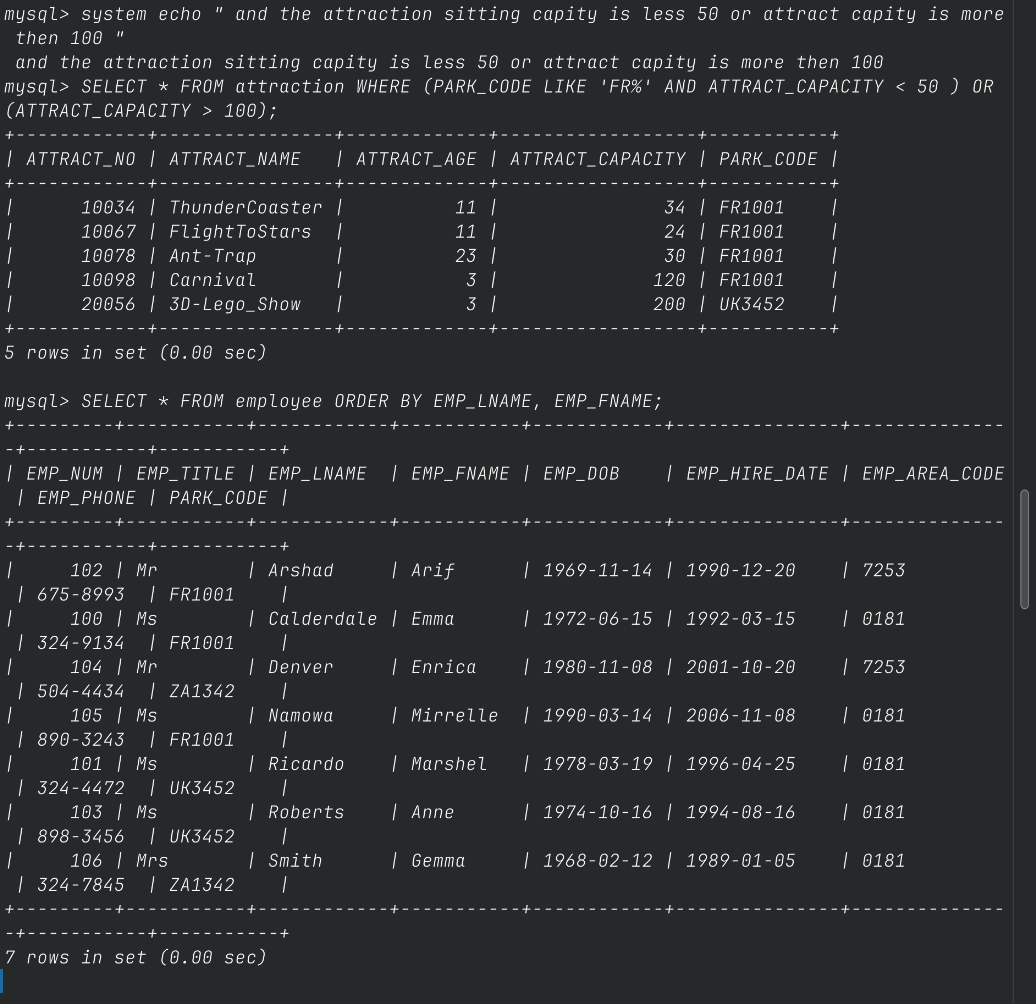 mysql> system echo " and the attraction sitting capity is less 50 or attract capity is more
 then 100 "
 and the attraction sitting capity is less 50 or attract capity is more then 100
mysql> SELECT * FROM attraction WHERE (PARK_CODE LIKE 'FR%' AND ATTRACT_CAPACITY < 50 ) OR
(ATTRACT_CAPACITY > 100);
+------------+----------------+-------------+------------------+-----------+
| ATTRACT_NO | ATTRACT_NAME   | ATTRACT_AGE | ATTRACT_CAPACITY | PARK_CODE |
+------------+----------------+-------------+------------------+-----------+
|      10034 | ThunderCoaster |          11 |               34 | FR1001    |
|      10067 | FlightToStars  |          11 |               24 | FR1001    |
|      10078 | Ant-Trap       |          23 |               30 | FR1001    |
|      10098 | Carnival       |           3 |              120 | FR1001    |
|      20056 | 3D-Lego_Show   |           3 |              200 | UK3452    |
+------------+----------------+-------------+------------------+-----------+
5 rows in set (0.00 sec)

mysql> SELECT * FROM employee ORDER BY EMP_LNAME, EMP_FNAME;
+---------+-----------+------------+-----------+------------+---------------+--------------
-+-----------+-----------+
| EMP_NUM | EMP_TITLE | EMP_LNAME  | EMP_FNAME | EMP_DOB    | EMP_HIRE_DATE | EMP_AREA_CODE
 | EMP_PHONE | PARK_CODE |
+---------+-----------+------------+-----------+------------+---------------+--------------
-+-----------+-----------+
|     102 | Mr        | Arshad     | Arif      | 1969-11-14 | 1990-12-20    | 7253
 | 675-8993  | FR1001    |
|     100 | Ms        | Calderdale | Emma      | 1972-06-15 | 1992-03-15    | 0181
 | 324-9134  | FR1001    |
|     104 | Mr        | Denver     | Enrica    | 1980-11-08 | 2001-10-20    | 7253
 | 504-4434  | ZA1342    |
|     105 | Ms        | Namowa     | Mirrelle  | 1990-03-14 | 2006-11-08    | 0181
 | 890-3243  | FR1001    |
|     101 | Ms        | Ricardo    | Marshel   | 1978-03-19 | 1996-04-25    | 0181
 | 324-4472  | UK3452    |
|     103 | Ms        | Roberts    | Anne      | 1974-10-16 | 1994-08-16    | 0181
 | 898-3456  | UK3452    |
|     106 | Mrs       | Smith      | Gemma     | 1968-02-12 | 1989-01-05    | 0181
 | 324-7845  | ZA1342    |
+---------+-----------+------------+-----------+------------+---------------+--------------
-+-----------+-----------+
7 rows in set (0.00 sec)